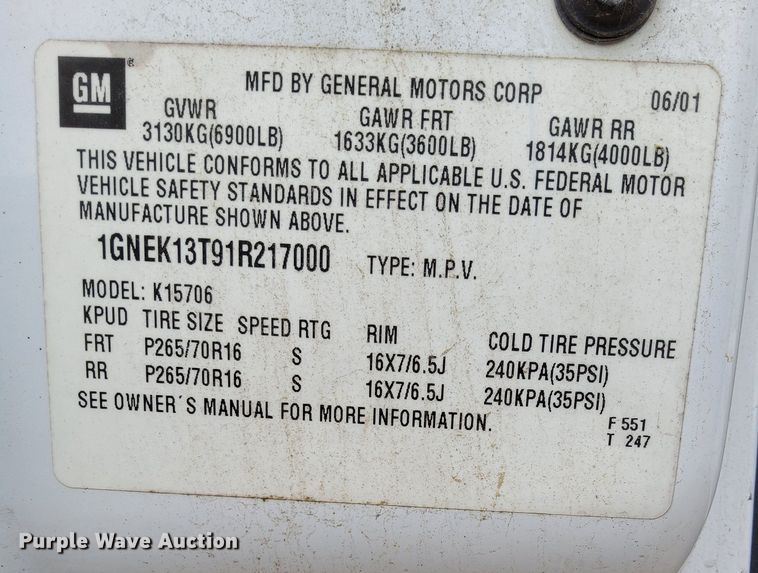 GM
MFD BY GENERAL MOTORS CORP 06/01
GVWR GAWR FRT GAWR RR
3130KG(6900LB) 1633KG(3600LB) 1814KG(4000LB)
THIS VEHICLE CONFORMS TO ALL APPLICABLE U.S. FEDERAL MOTOR
VEHICLE SAFETY STANDARDS IN EFFECT ON THE DATE OF
MANUFACTURE SHOWN ABOVE.
1GNEK13T91R217000 TYPE: M.P.V.
MODEL: K15706
KPUD TIRE SIZE SPEED RTG RIM COLD TIRE PRESSURE
FRT P265/70R16 S 16X7/6.5J 240KPA(35PSI)
RR P265/70R16 S 16X7/6.5J 240KPA(35PSI)
SEE OWNER´S MANUAL FOR MORE INFORMATION.
F 551
T 247
Purple Wave Auction